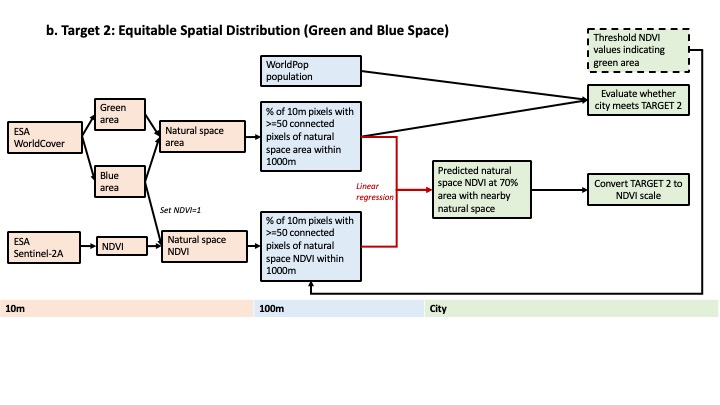 b. Target 2: Equitable Spatial Distribution (Green and Blue Space)
Threshold NDVI
values indicating
green area
WorldPop
population
Evaluate whether
city meets TARGET 2
Green
area
% of 10m pixels with
>=50 connected
pixels of natural
space area within
1000m
ESA
WorldCover
Natural space
area
Blue
area
Linear
regression
Predicted natural
space NDVI at 70%
area with nearby
natural space
Convert TARGET 2 to
NDVI scale
Set NDVI=1
% of 10m pixels with
>=50 connected
pixels of natural
space NDVI within
1000m
ESA
Sentinel-2A
NDVI
Natural space
NDVI
10m
100m
City